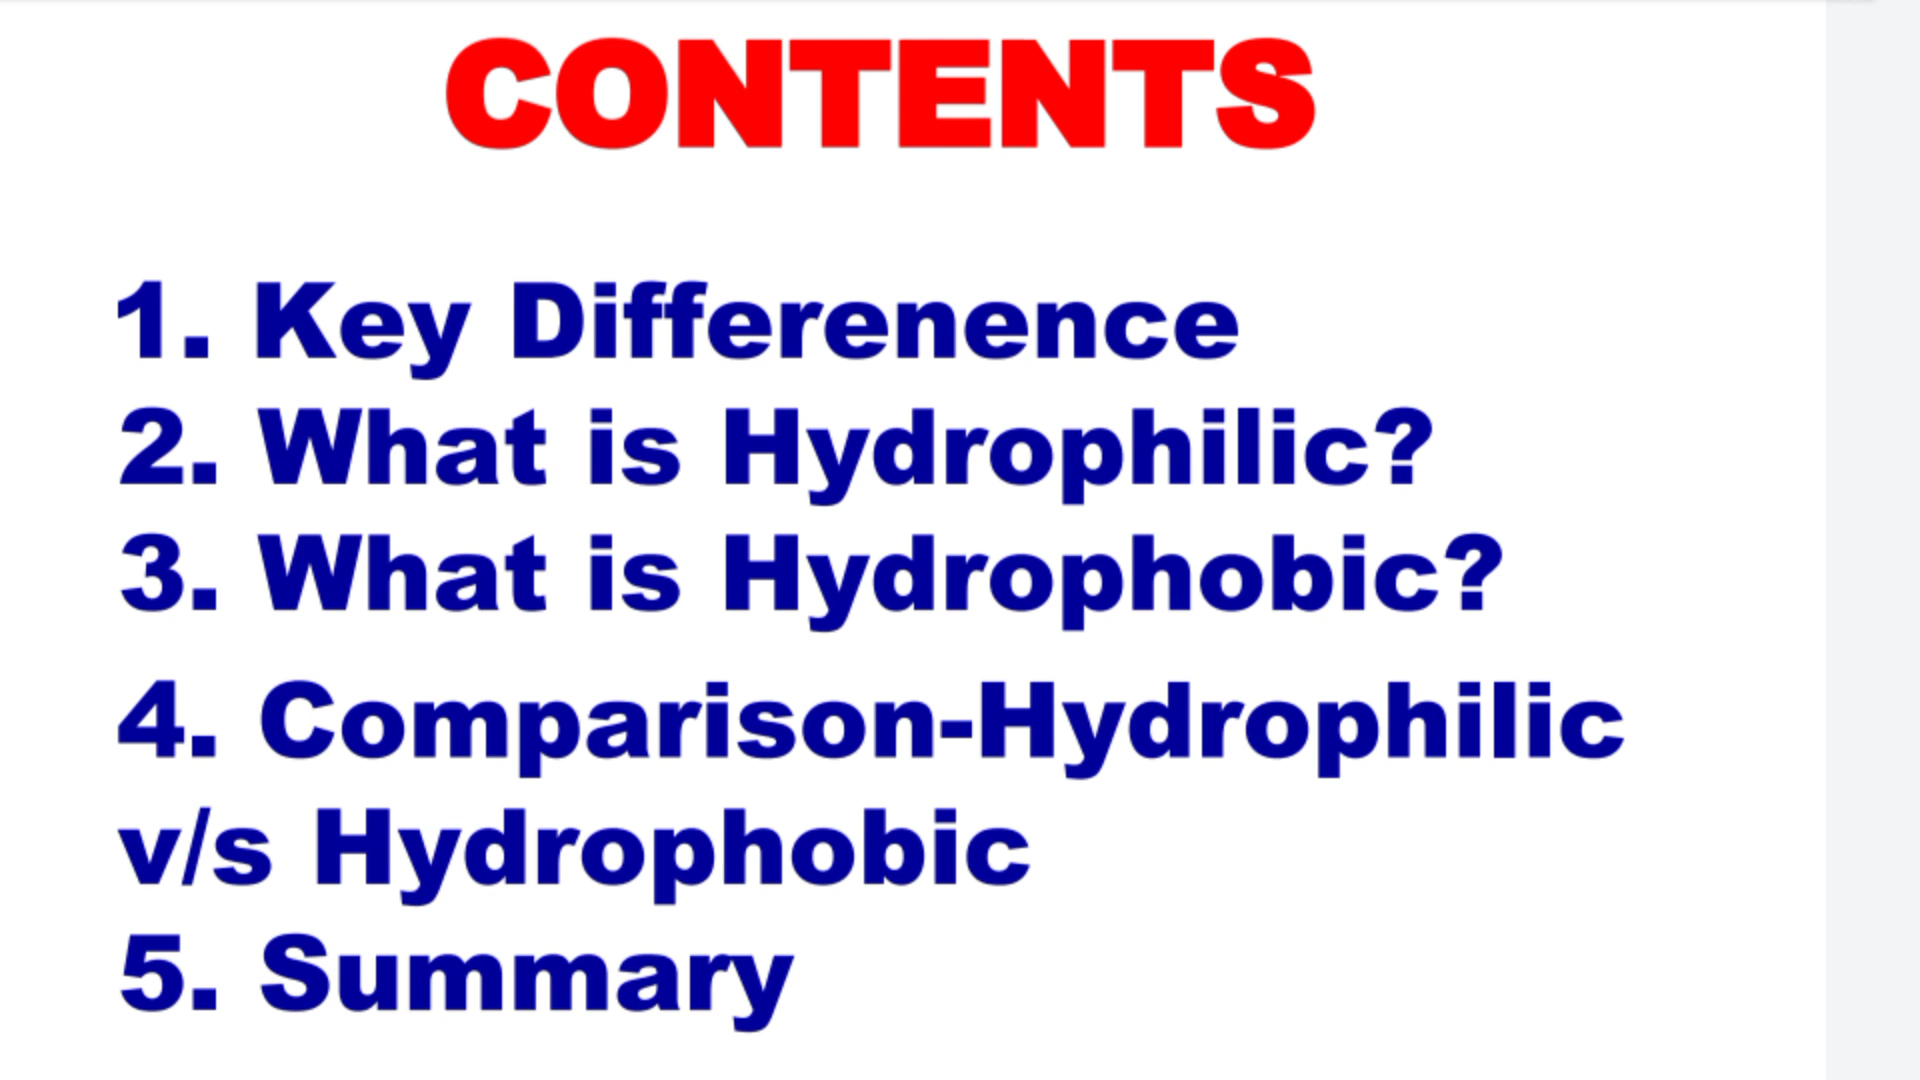 CONTENTS
1. Key Differenence
2. What is Hydrophilic?
3. What is Hydrophobic?
4. Comparison-Hydrophilic
v/s Hydrophobic
5. Summary